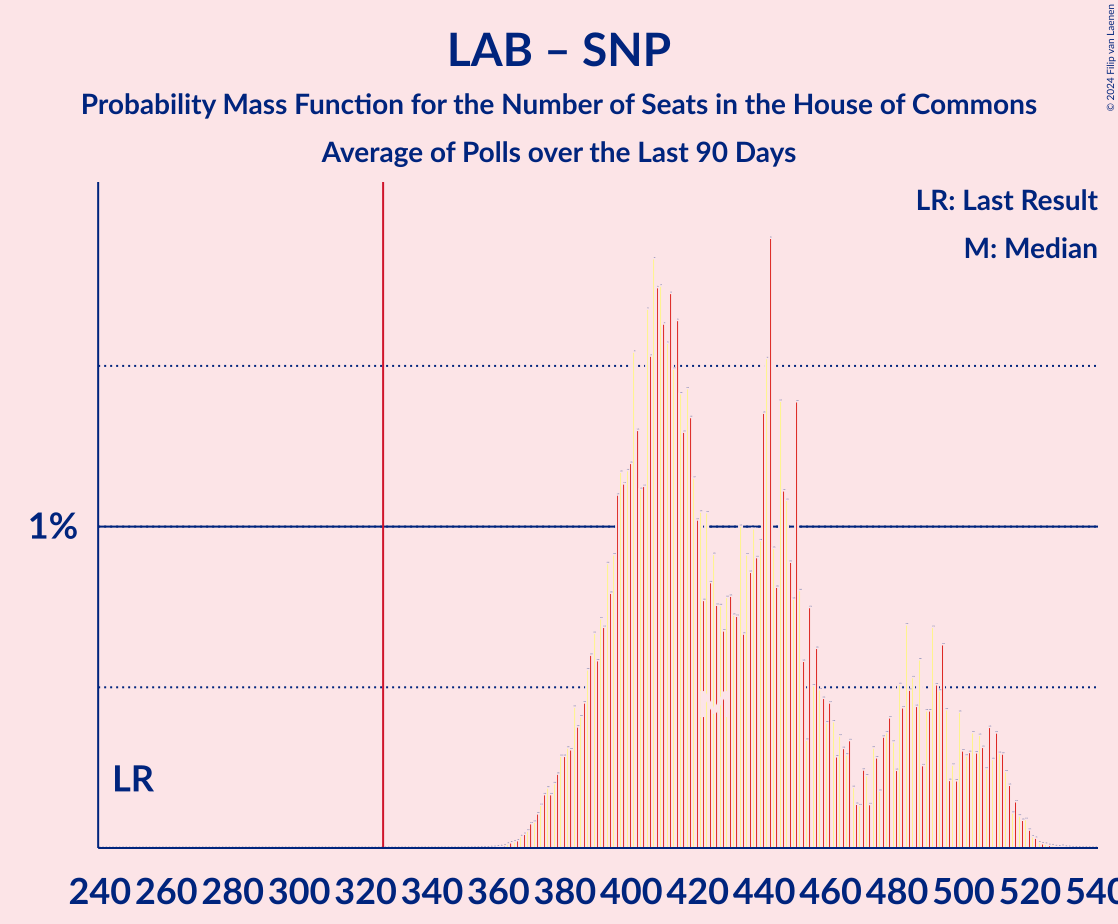 LAB – SNP
Probability Mass Function for the Number of Seats in the House of Commons
Average of Polls over the Last 90 Days
© 2024 Filip van Laenen
LR: Last Result
M: Median
1%
LR
M
240 260 280 300 320 340 360 380 400 420 440 460 480 500 520 540